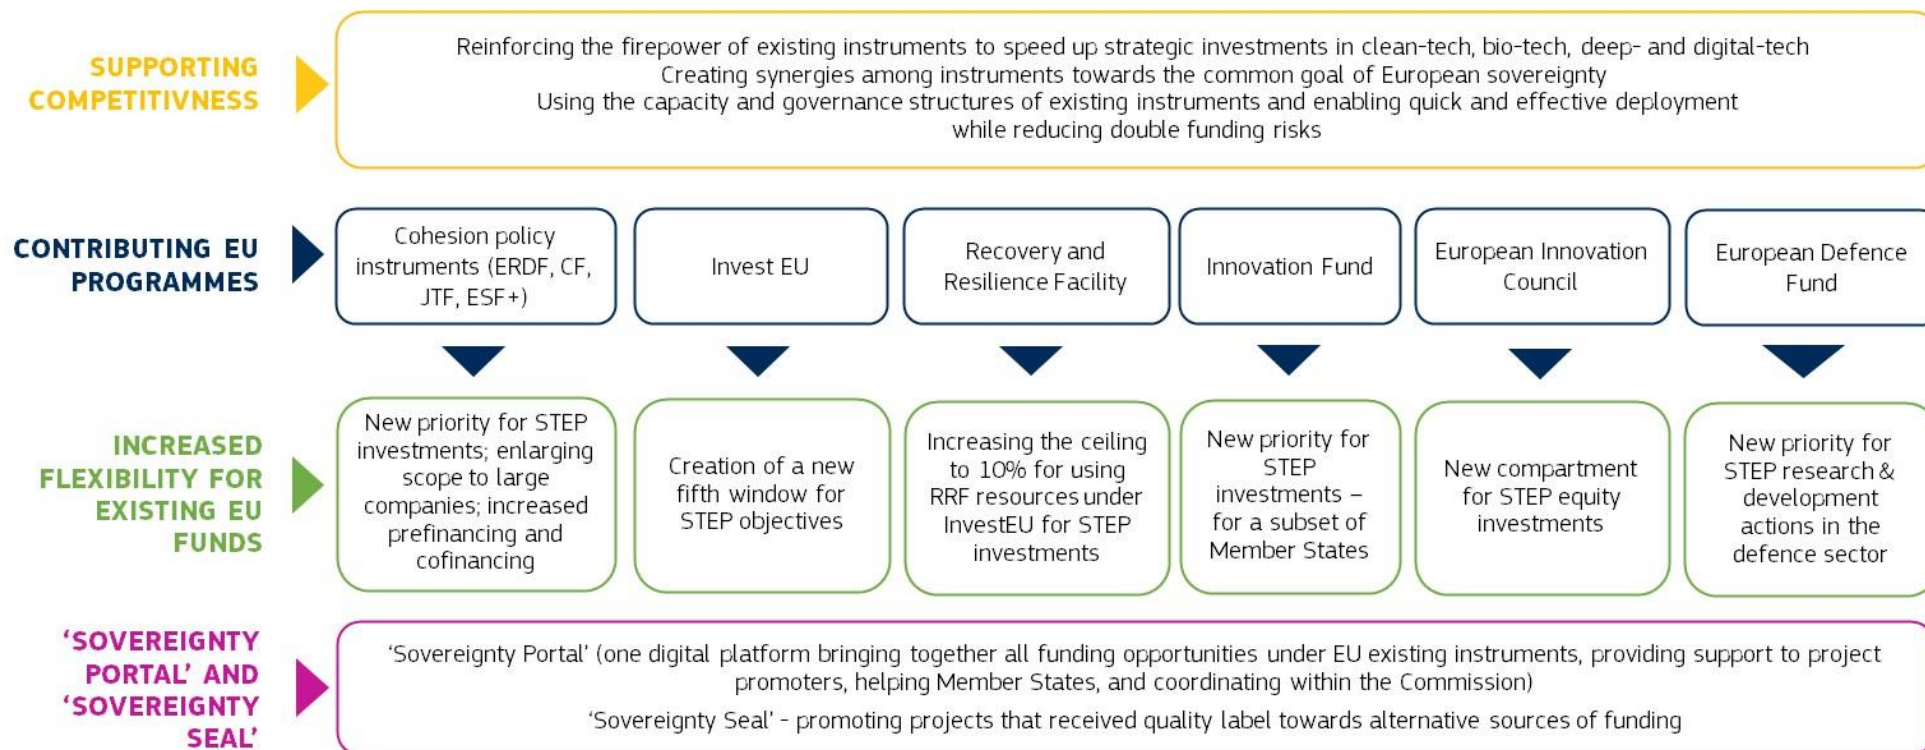 SUPPORTING
COMPETITIVNESS
Reinforcing the firepower of existing instruments to speed up strategic investments in clean-tech, bio-tech, deep- and digital-tech
Creating synergies among instruments towards the common goal of European sovereignty
Using the capacity and governance structures of existing instruments and enabling quick and effective deployment
while reducing double funding risks
CONTRIBUTING EU
PROGRAMMES
Cohesion policy
instruments (ERDF, CF,
JTF, ESF+)
Invest EU
Recovery and
Resilience Facility
Innovation Fund
European Innovation
Council
European Defence
Fund
INCREASED
FLEXIBILITY FOR
EXISTING EU
FUNDS
New priority for STEP
investments; enlarging
scope to large
companies; increased
prefinancing and
cofinancing
Creation of a new
fifth window for
STEP objectives
Increasing the ceiling
to 10% for using
RRF resources under
InvestEU for STEP
investments
New priority for
STEP
investments –
for a subset of
Member States
New compartment
for STEP equity
investments
New priority for
STEP research &
development
actions in the
defence sector
‘SOVEREIGNTY
PORTAL’ AND
‘SOVEREIGNTY
SEAL’
‘Sovereignty Portal’ (one digital platform bringing together all funding opportunities under EU existing instruments, providing support to project
promoters, helping Member States, and coordinating within the Commission)
‘Sovereignty Seal’ - promoting projects that received quality label towards alternative sources of funding